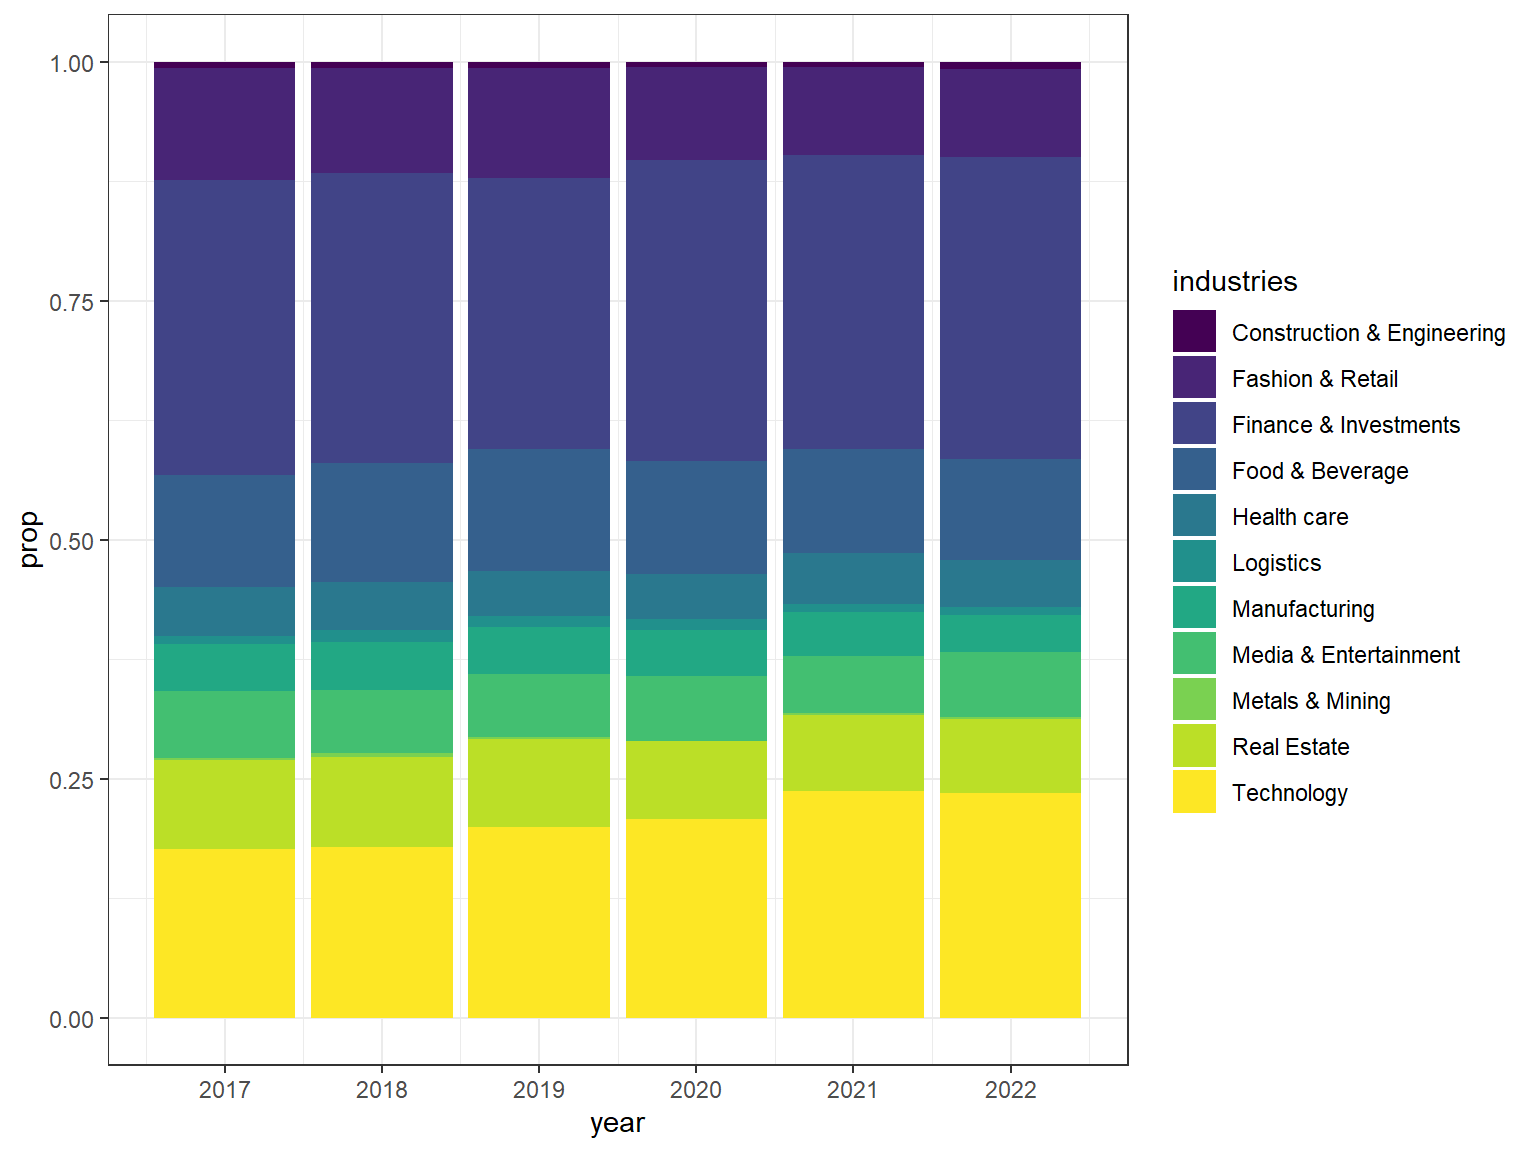 1.00
0.75
0.50
0.25
0.00
prop
2017 2018 2019 2020 2021 2022
year
industries
Construction & Engineering
Fashion & Retail
Finance & Investments
Food & Beverage
Health care
Logistics
Manufacturing
Media & Entertainment
Metals & Mining
Real Estate
Technology